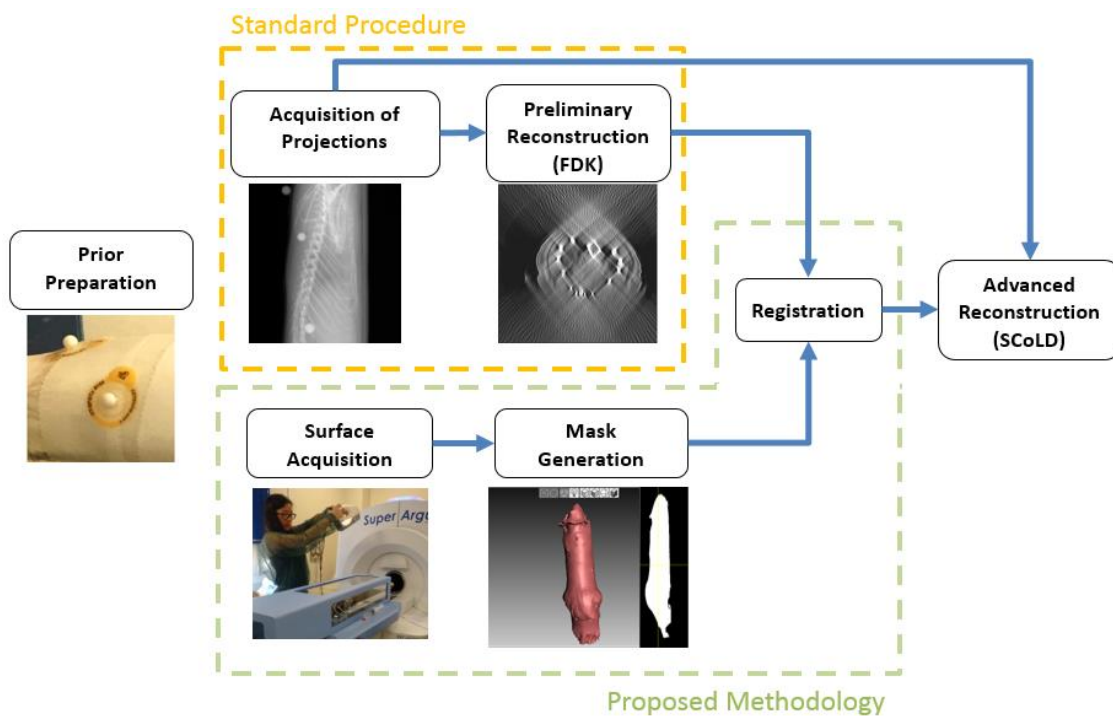 Standard Procedure
Acquisition of
Projections
Preliminary
Reconstruction
(FDK)
Prior
Preparation
Registration
Advanced
Reconstruction
(SCoLD)
Surface
Acquisition
Mask
Generation
Super Argu
Proposed Methodology